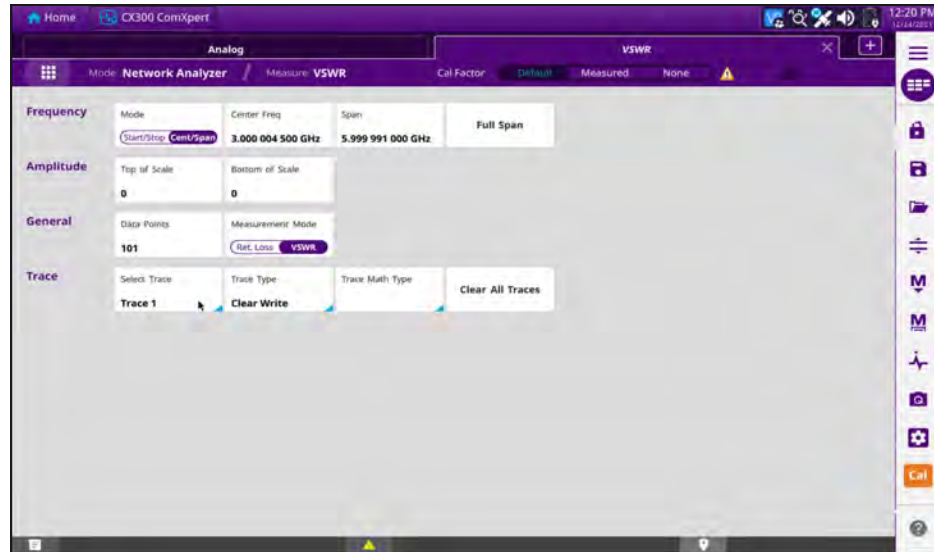 Home CX300 ComXpert 12:20 PM
12/24/2021
Analog VSWR
Mode Network Analyzer / Measure VSWR Cal Factor Default Measured None
Frequency Mode Center Freq Span Full Span
Start/Stop Cent/Span 3.000 004 500 GHz 5.999 991 000 GHz
Amplitude Top of Scale Bottom of Scale
0 0
General Data Points Measurement Mode
101 Ret. Loss VSWR
Trace Select Trace Trace Type Trace Math Type Clear All Traces
Trace 1 Clear Write
M
M
Cal